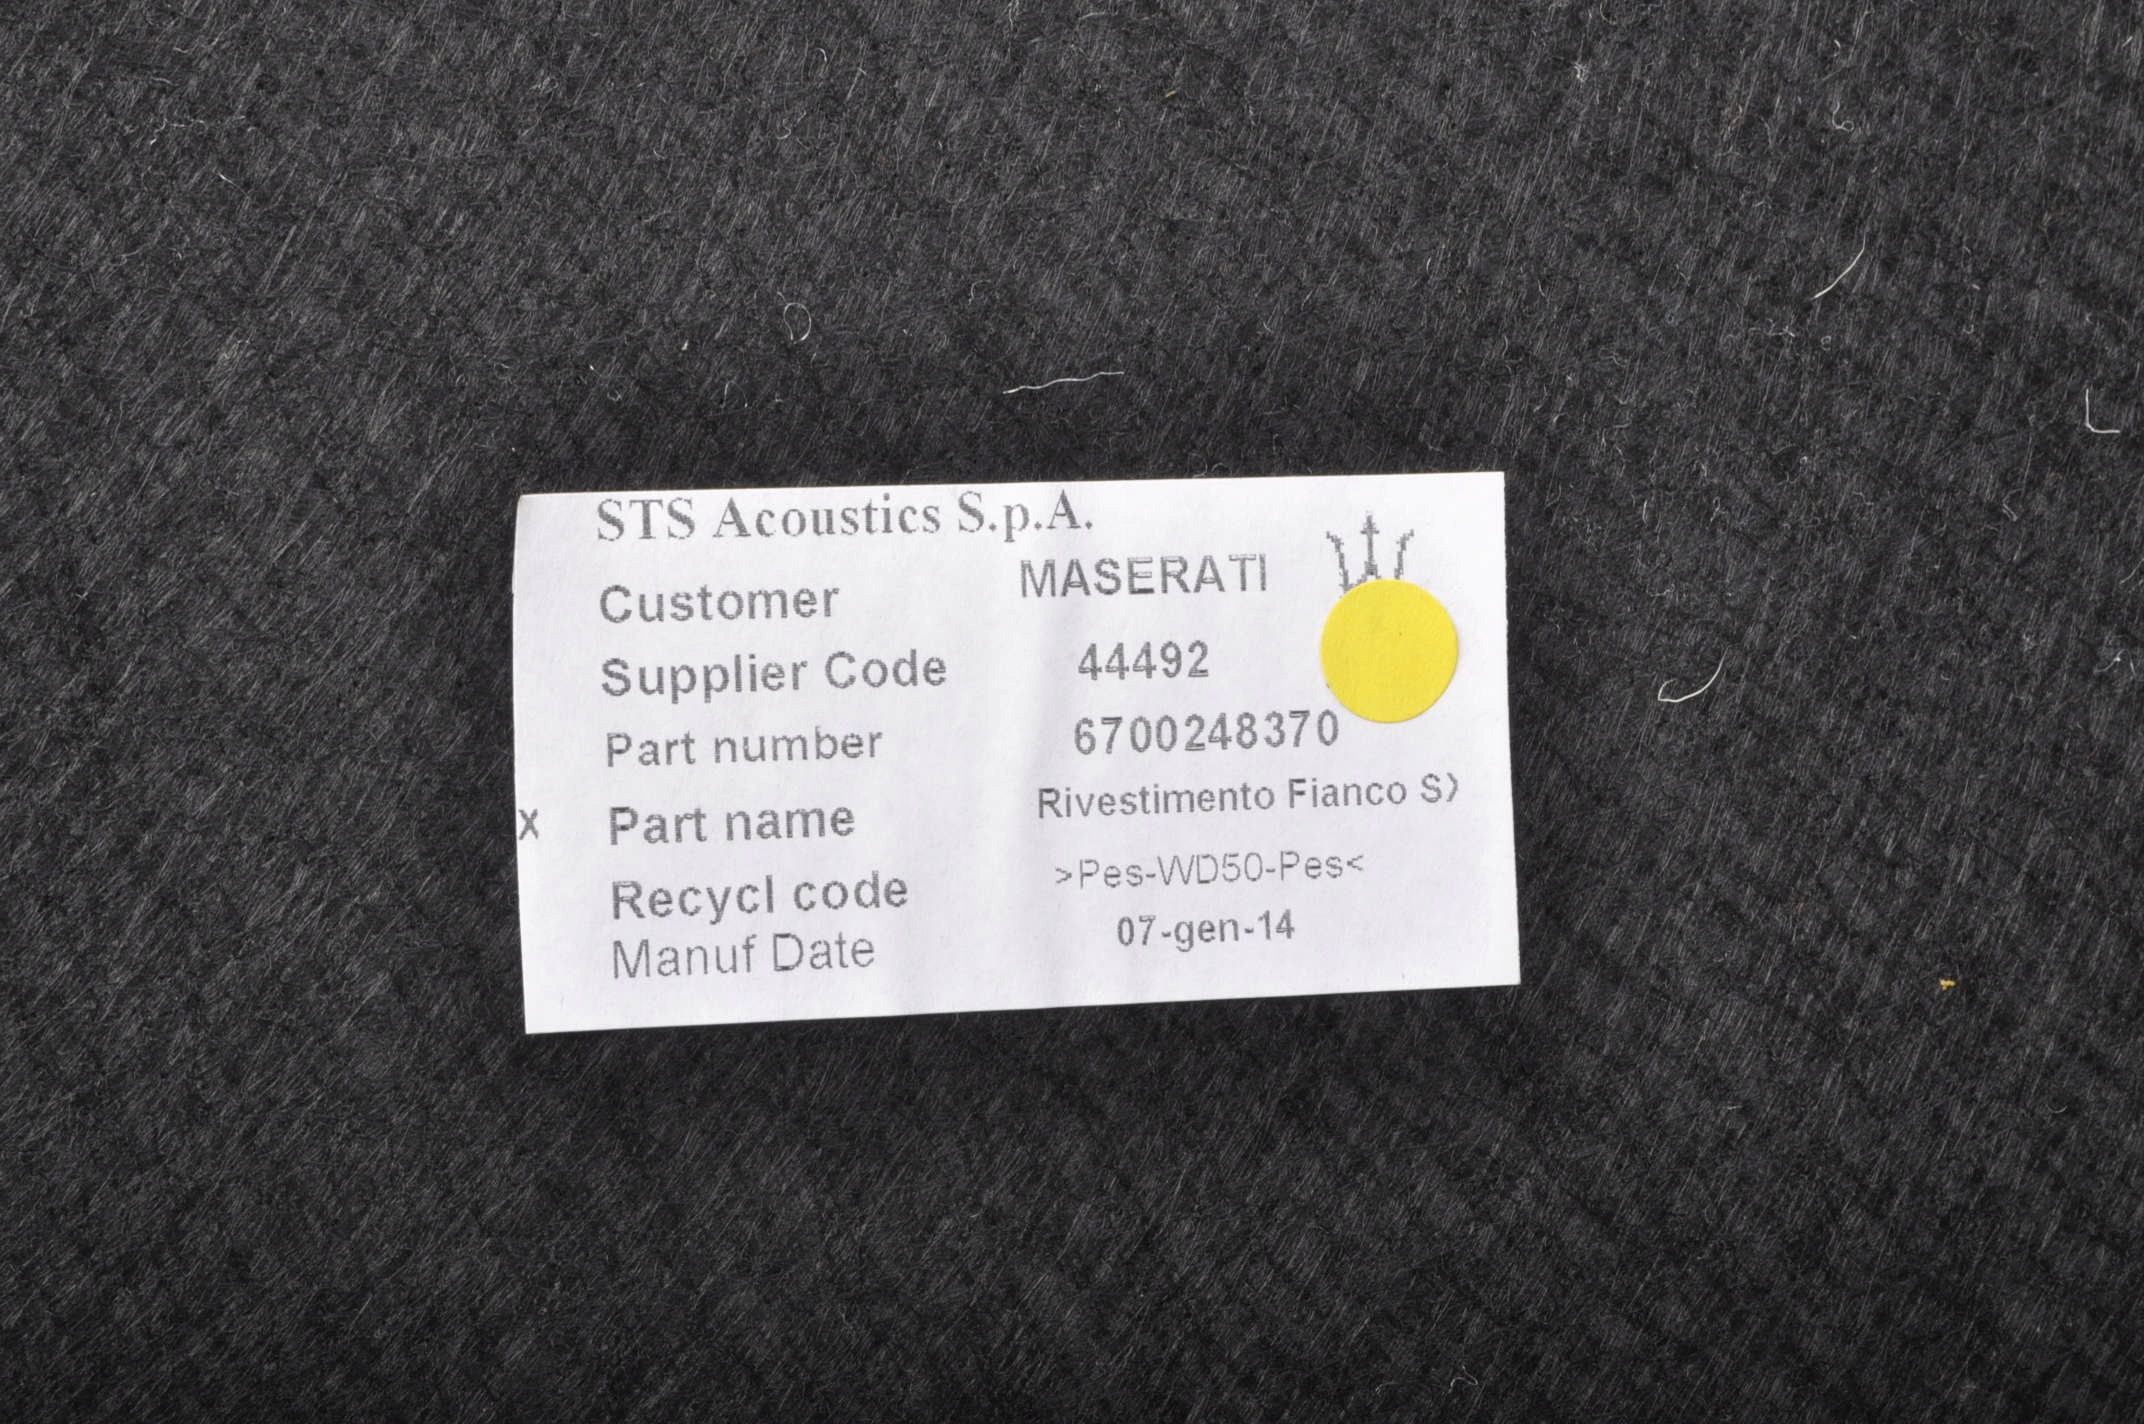 STS Acoustics S.p.A.
Customer MASERATI
Supplier Code 44492
Part number 6700248370
X Part name Rivestimento Fianco SX
Recycl code >Pes-WD50-Pes<
Manuf Date 07-gen-14